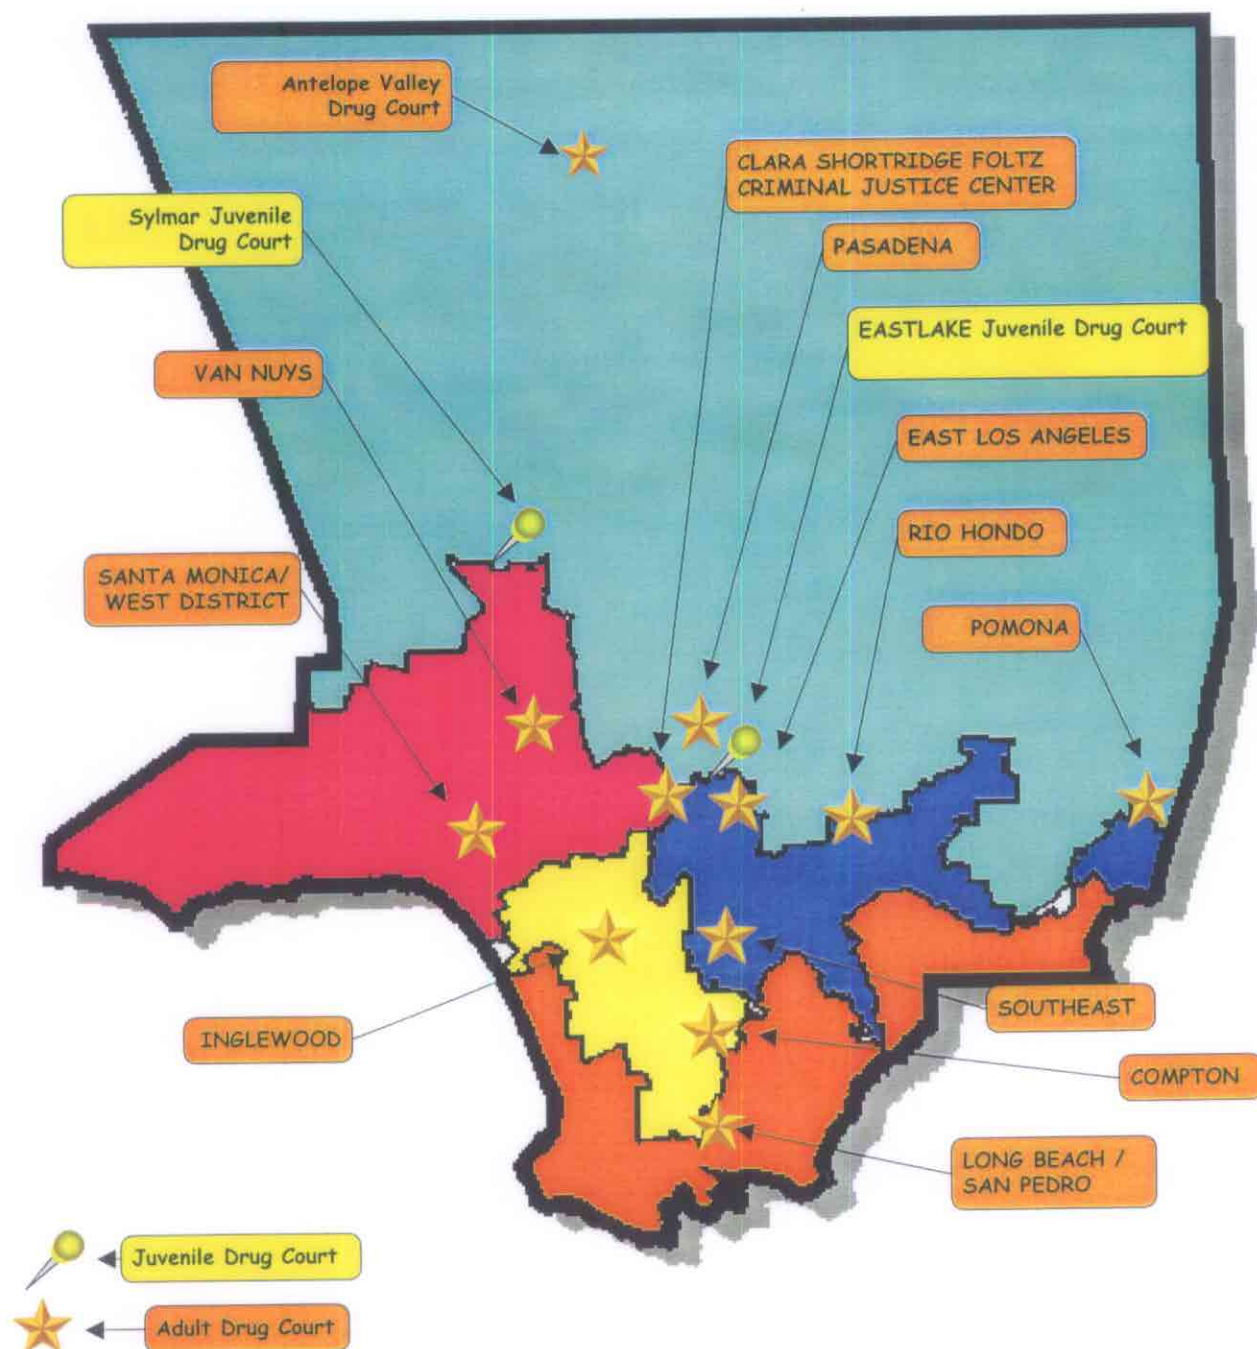 Antelope Valley
Drug Court
CLARA SHORTRIDGE FOLTZ
CRIMINAL JUSTICE CENTER
Sylmar Juvenile
Drug Court
PASADENA
EASTLAKE Juvenile Drug Court
VAN NUYS
EAST LOS ANGELES
RIO HONDO
SANTA MONICA/
WEST DISTRICT
POMONA
SOUTHEAST
INGLEWOOD
COMPTON
LONG BEACH /
SAN PEDRO
Juvenile Drug Court
Adult Drug Court